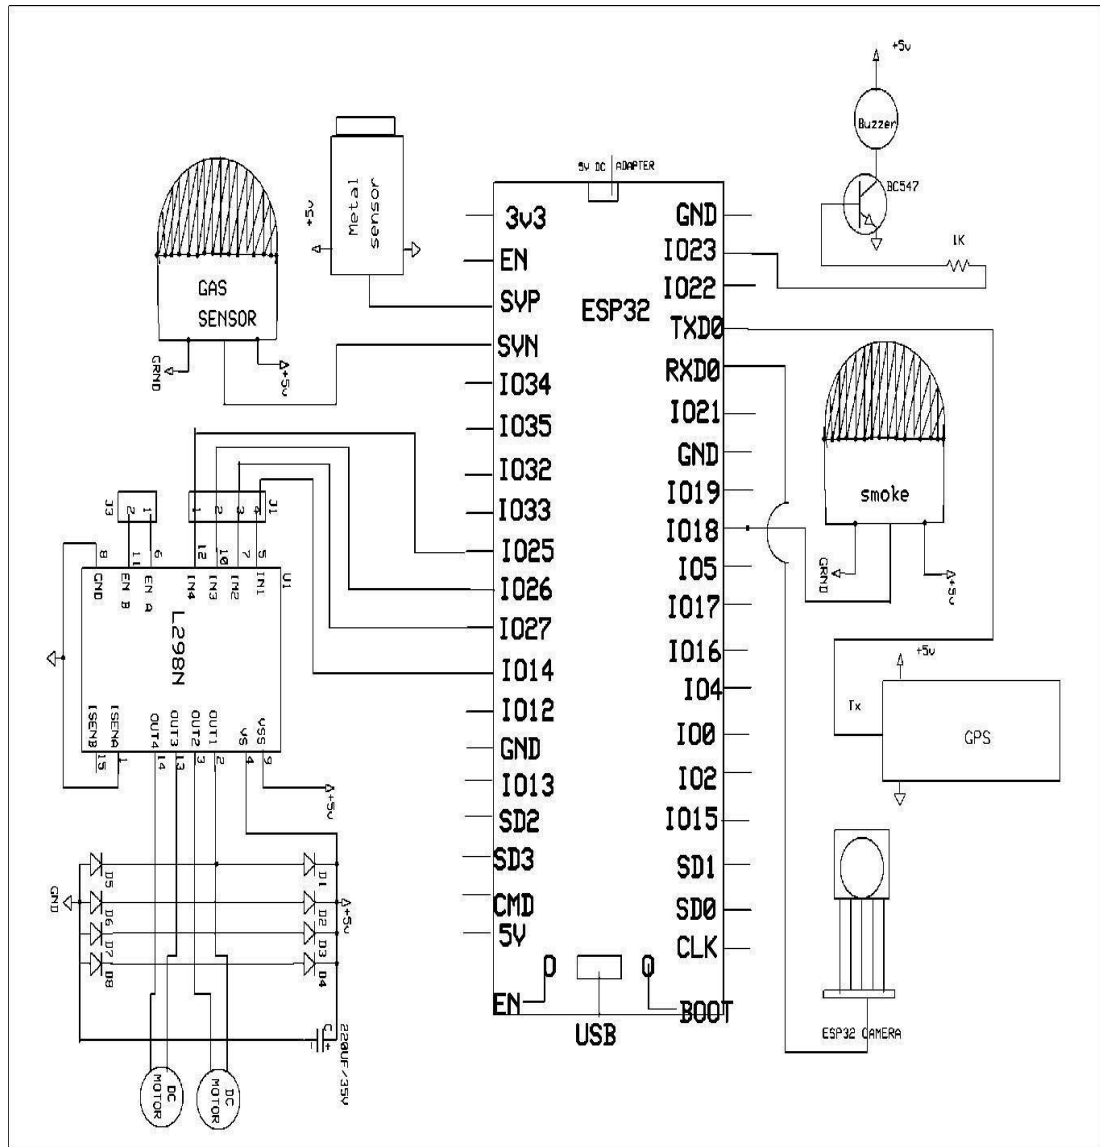 +5v
Buzzer
BC547
1K
5V DC ADAPTER
Metal
sensor
+5v
GAS
SENSOR
GRND
+5v
ESP32
3v3
EN
SVP
SVN
IO34
IO35
IO32
IO33
IO25
IO26
IO27
IO14
IO12
GND
IO13
SD2
SD3
CMD
5V
EN
GND
IO23
IO22
TXD0
RXD0
IO21
GND
IO19
IO18
IO5
IO17
IO16
IO4
IO0
IO2
IO15
SD1
SD0
CLK
BOOT
USB
smoke
GRND
+5v
+5v
Tx
GPS
ESP32 CAMERA
J3
2 1
J1
1 2 3 4
8 11 6 12 10 7 5
U1
GND
EN B
EN A
IN4
IN3
IN2
IN1
L298N
ISENB
ISENA
OUT4
OUT3
OUT2
OUT1
VS
VSS
15 1 14 13 3 2 4 9
+5v
D5 D1
D6 D2
D7 D3
D8 D4
GND
+5v
C
- +
220UF/35V
DC
MOTOR
DC
MOTOR